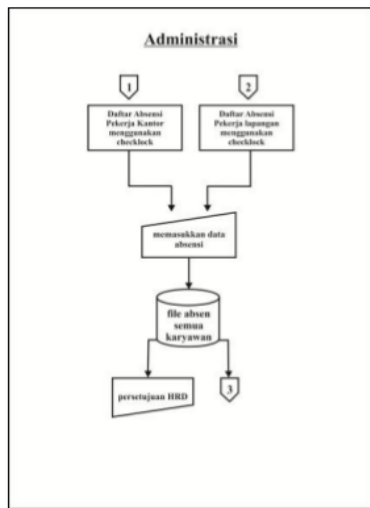 Administrasi
1
2
Daftar Absensi
Pekerja Kantor
menggunakan
checklock
Daftar Absensi
Pekerja lapangan
menggunakan
checklock
memasukkan data
absensi
file absen
semua
karyawan
persetujuan HRD
3